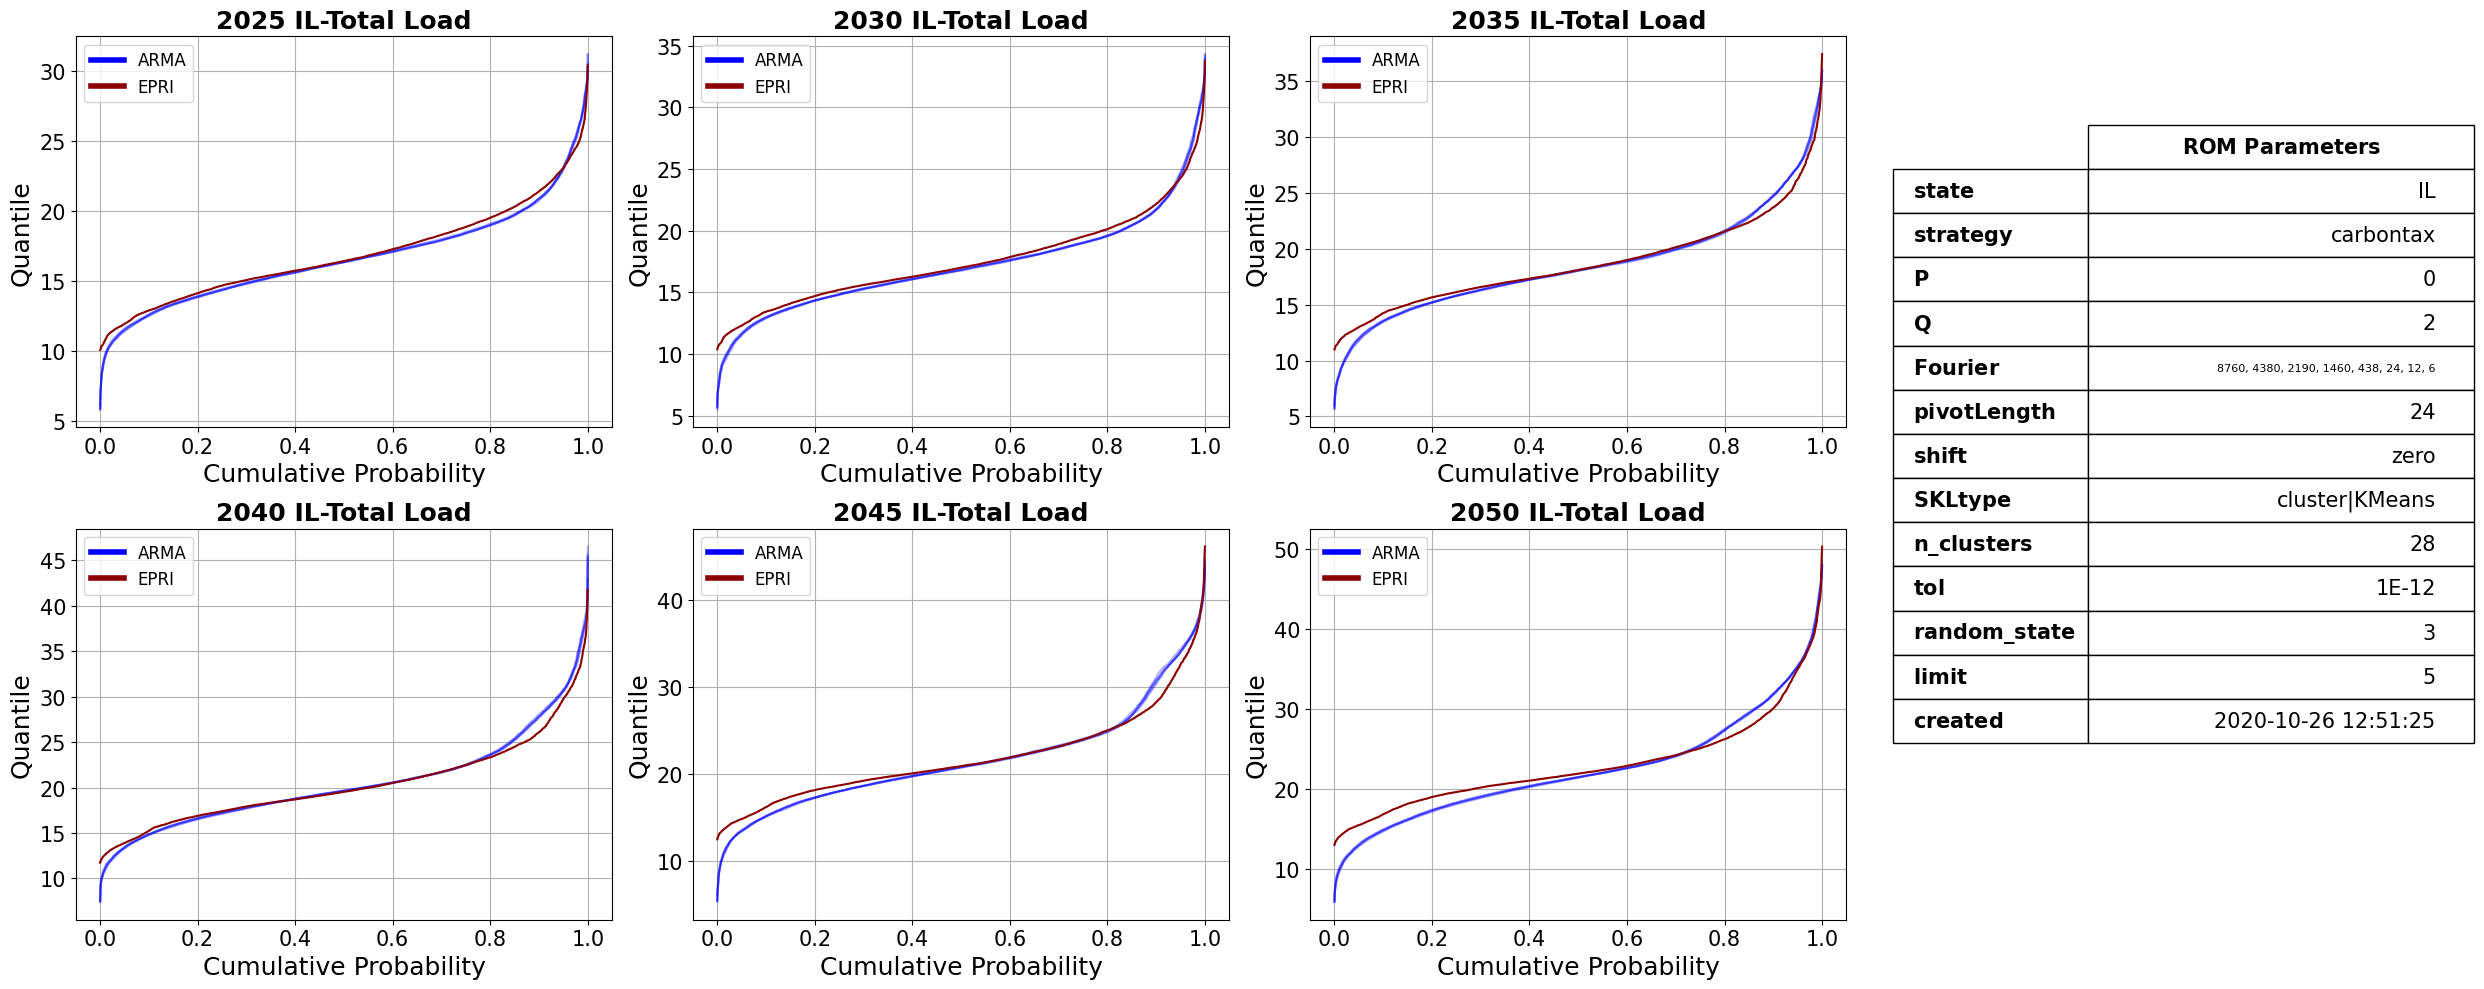 2025 IL-Total Load
ARMA
EPRI
Quantile
30
25
20
15
10
5
0.0 0.2 0.4 0.6 0.8 1.0
Cumulative Probability
2030 IL-Total Load
ARMA
EPRI
Quantile
35
30
25
20
15
10
5
0.0 0.2 0.4 0.6 0.8 1.0
Cumulative Probability
2035 IL-Total Load
ARMA
EPRI
Quantile
35
30
25
20
15
10
5
0.0 0.2 0.4 0.6 0.8 1.0
Cumulative Probability
2040 IL-Total Load
ARMA
EPRI
Quantile
45
40
35
30
25
20
15
10
0.0 0.2 0.4 0.6 0.8 1.0
Cumulative Probability
2045 IL-Total Load
ARMA
EPRI
Quantile
40
30
20
10
0.0 0.2 0.4 0.6 0.8 1.0
Cumulative Probability
2050 IL-Total Load
ARMA
EPRI
Quantile
50
40
30
20
10
0.0 0.2 0.4 0.6 0.8 1.0
Cumulative Probability
ROM Parameters
state IL
strategy carbontax
P 0
Q 2
Fourier 8760, 4380, 2190, 1460, 438, 24, 12, 6
pivotLength 24
shift zero
SKLtype cluster|KMeans
n_clusters 28
tol 1E-12
random_state 3
limit 5
created 2020-10-26 12:51:25